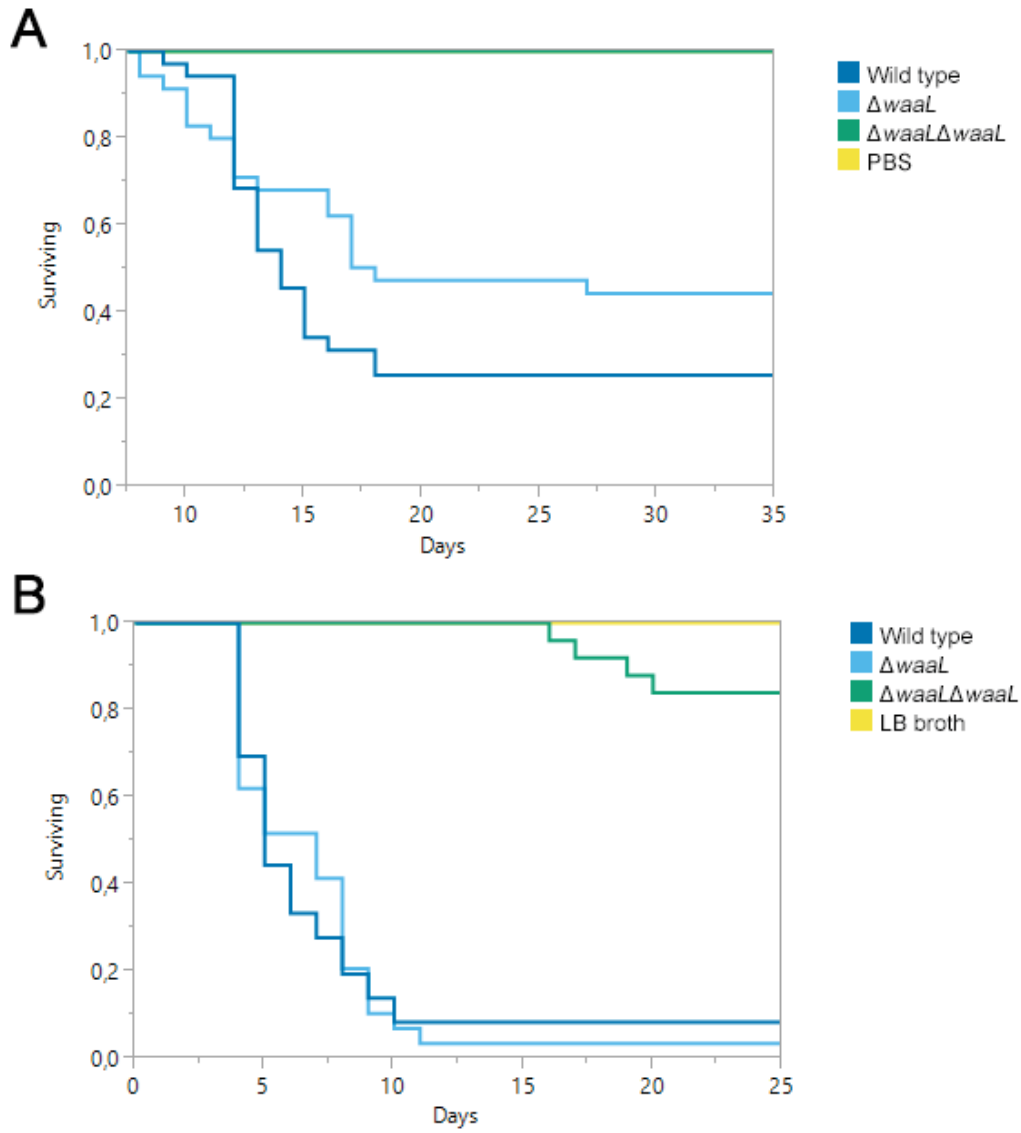 A
1,0
0,8
0,6
0,4
0,2
0,0
Surviving
10 15 20 25 30 35
Days
Wild type
ΔwaaL
ΔwaaLΔwaaL
PBS
B
1,0
0,8
0,6
0,4
0,2
0,0
Surviving
0 5 10 15 20 25
Days
Wild type
ΔwaaL
ΔwaaLΔwaaL
LB broth